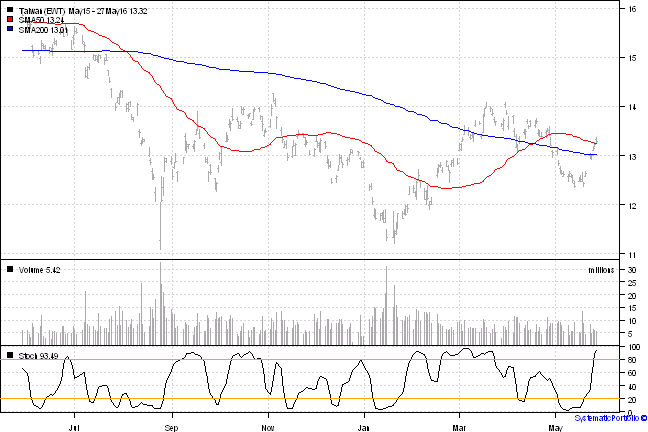 Taiwan (EWT) May15 - 27May16 13.32
SMA50 13.24
SMA200 13.01
16
15
14
13
12
11
Volume 5.42
millions
30
25
20
15
10
5
Stoch 93.49
100
80
60
40
20
0
Jul Sep Nov Jan Mar May
SystematicPortfolio ©